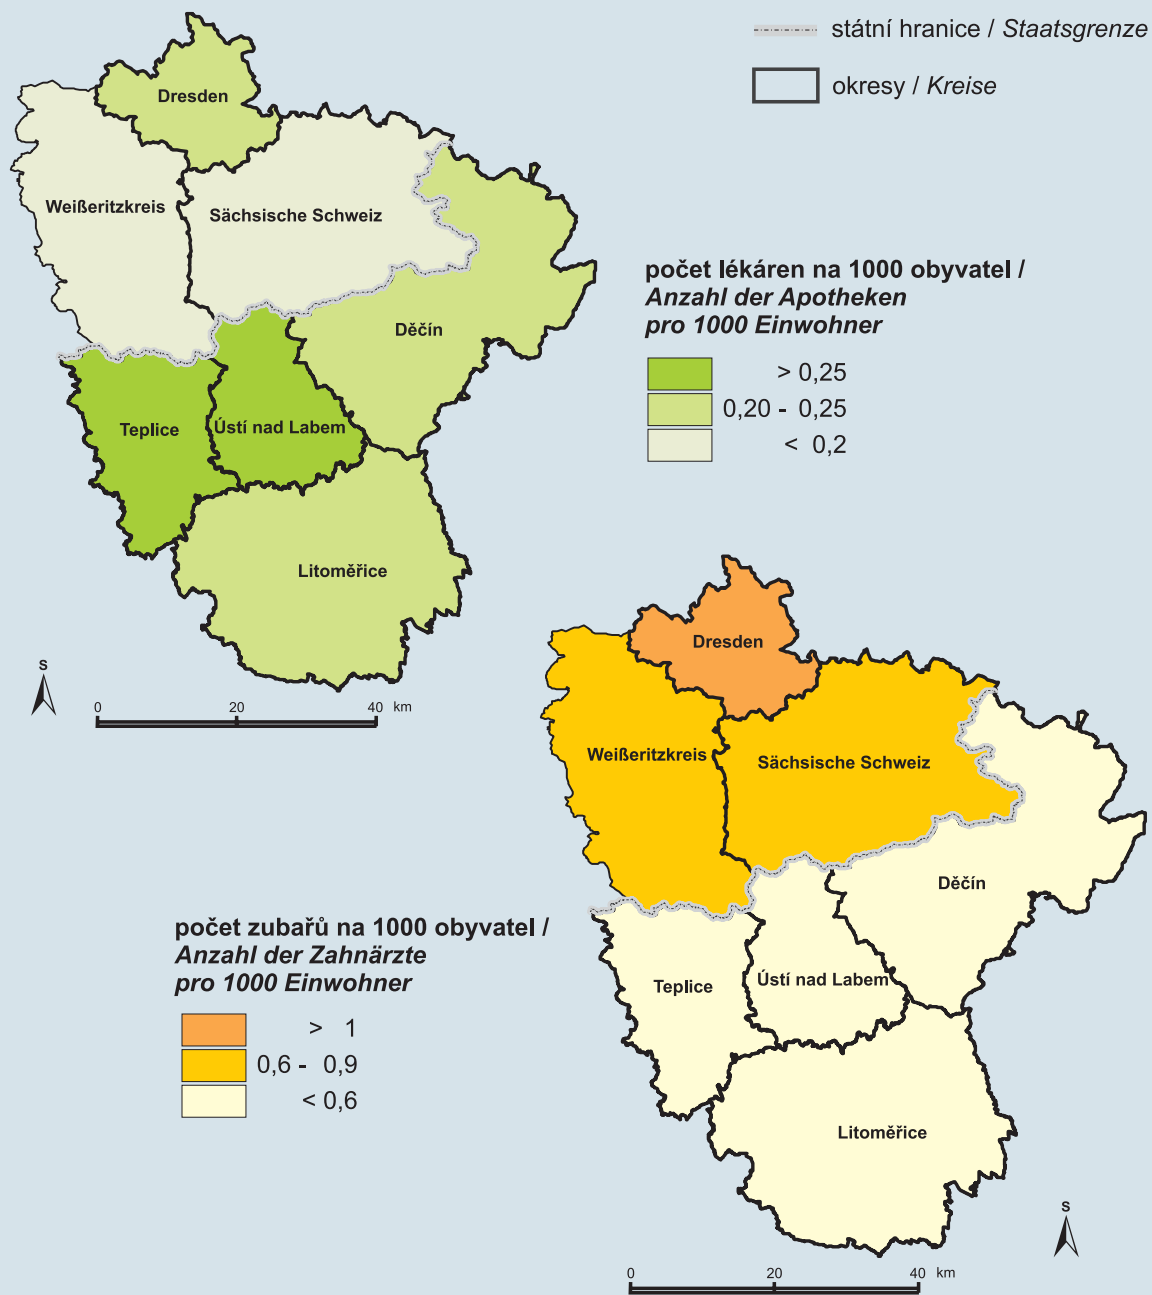 státní hranice / Staatsgrenze
okresy / Kreise
Dresden
Weißeritzkreis
Sächsische Schweiz
Děčín
Teplice
Ústí nad Labem
Litoměřice
počet lékáren na 1000 obyvatel /
Anzahl der Apotheken
pro 1000 Einwohner
> 0,25
0,20 - 0,25
< 0,2
S
0 20 40 km
Dresden
Weißeritzkreis
Sächsische Schweiz
Děčín
Teplice
Ústí nad Labem
Litoměřice
počet zubařů na 1000 obyvatel /
Anzahl der Zahnärzte
pro 1000 Einwohner
> 1
0,6 - 0,9
< 0,6
S
0 20 40 km